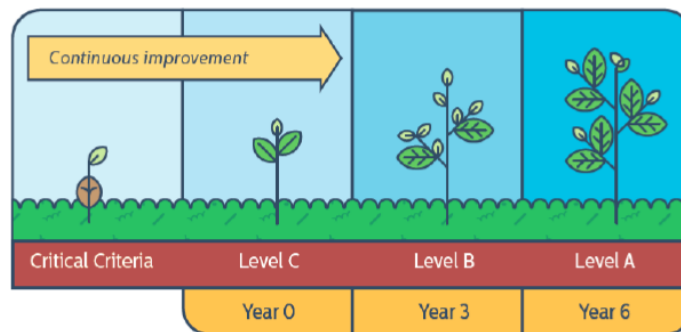 Continuous improvement
Critical Criteria
Level C
Level B
Level A
Year 0
Year 3
Year 6